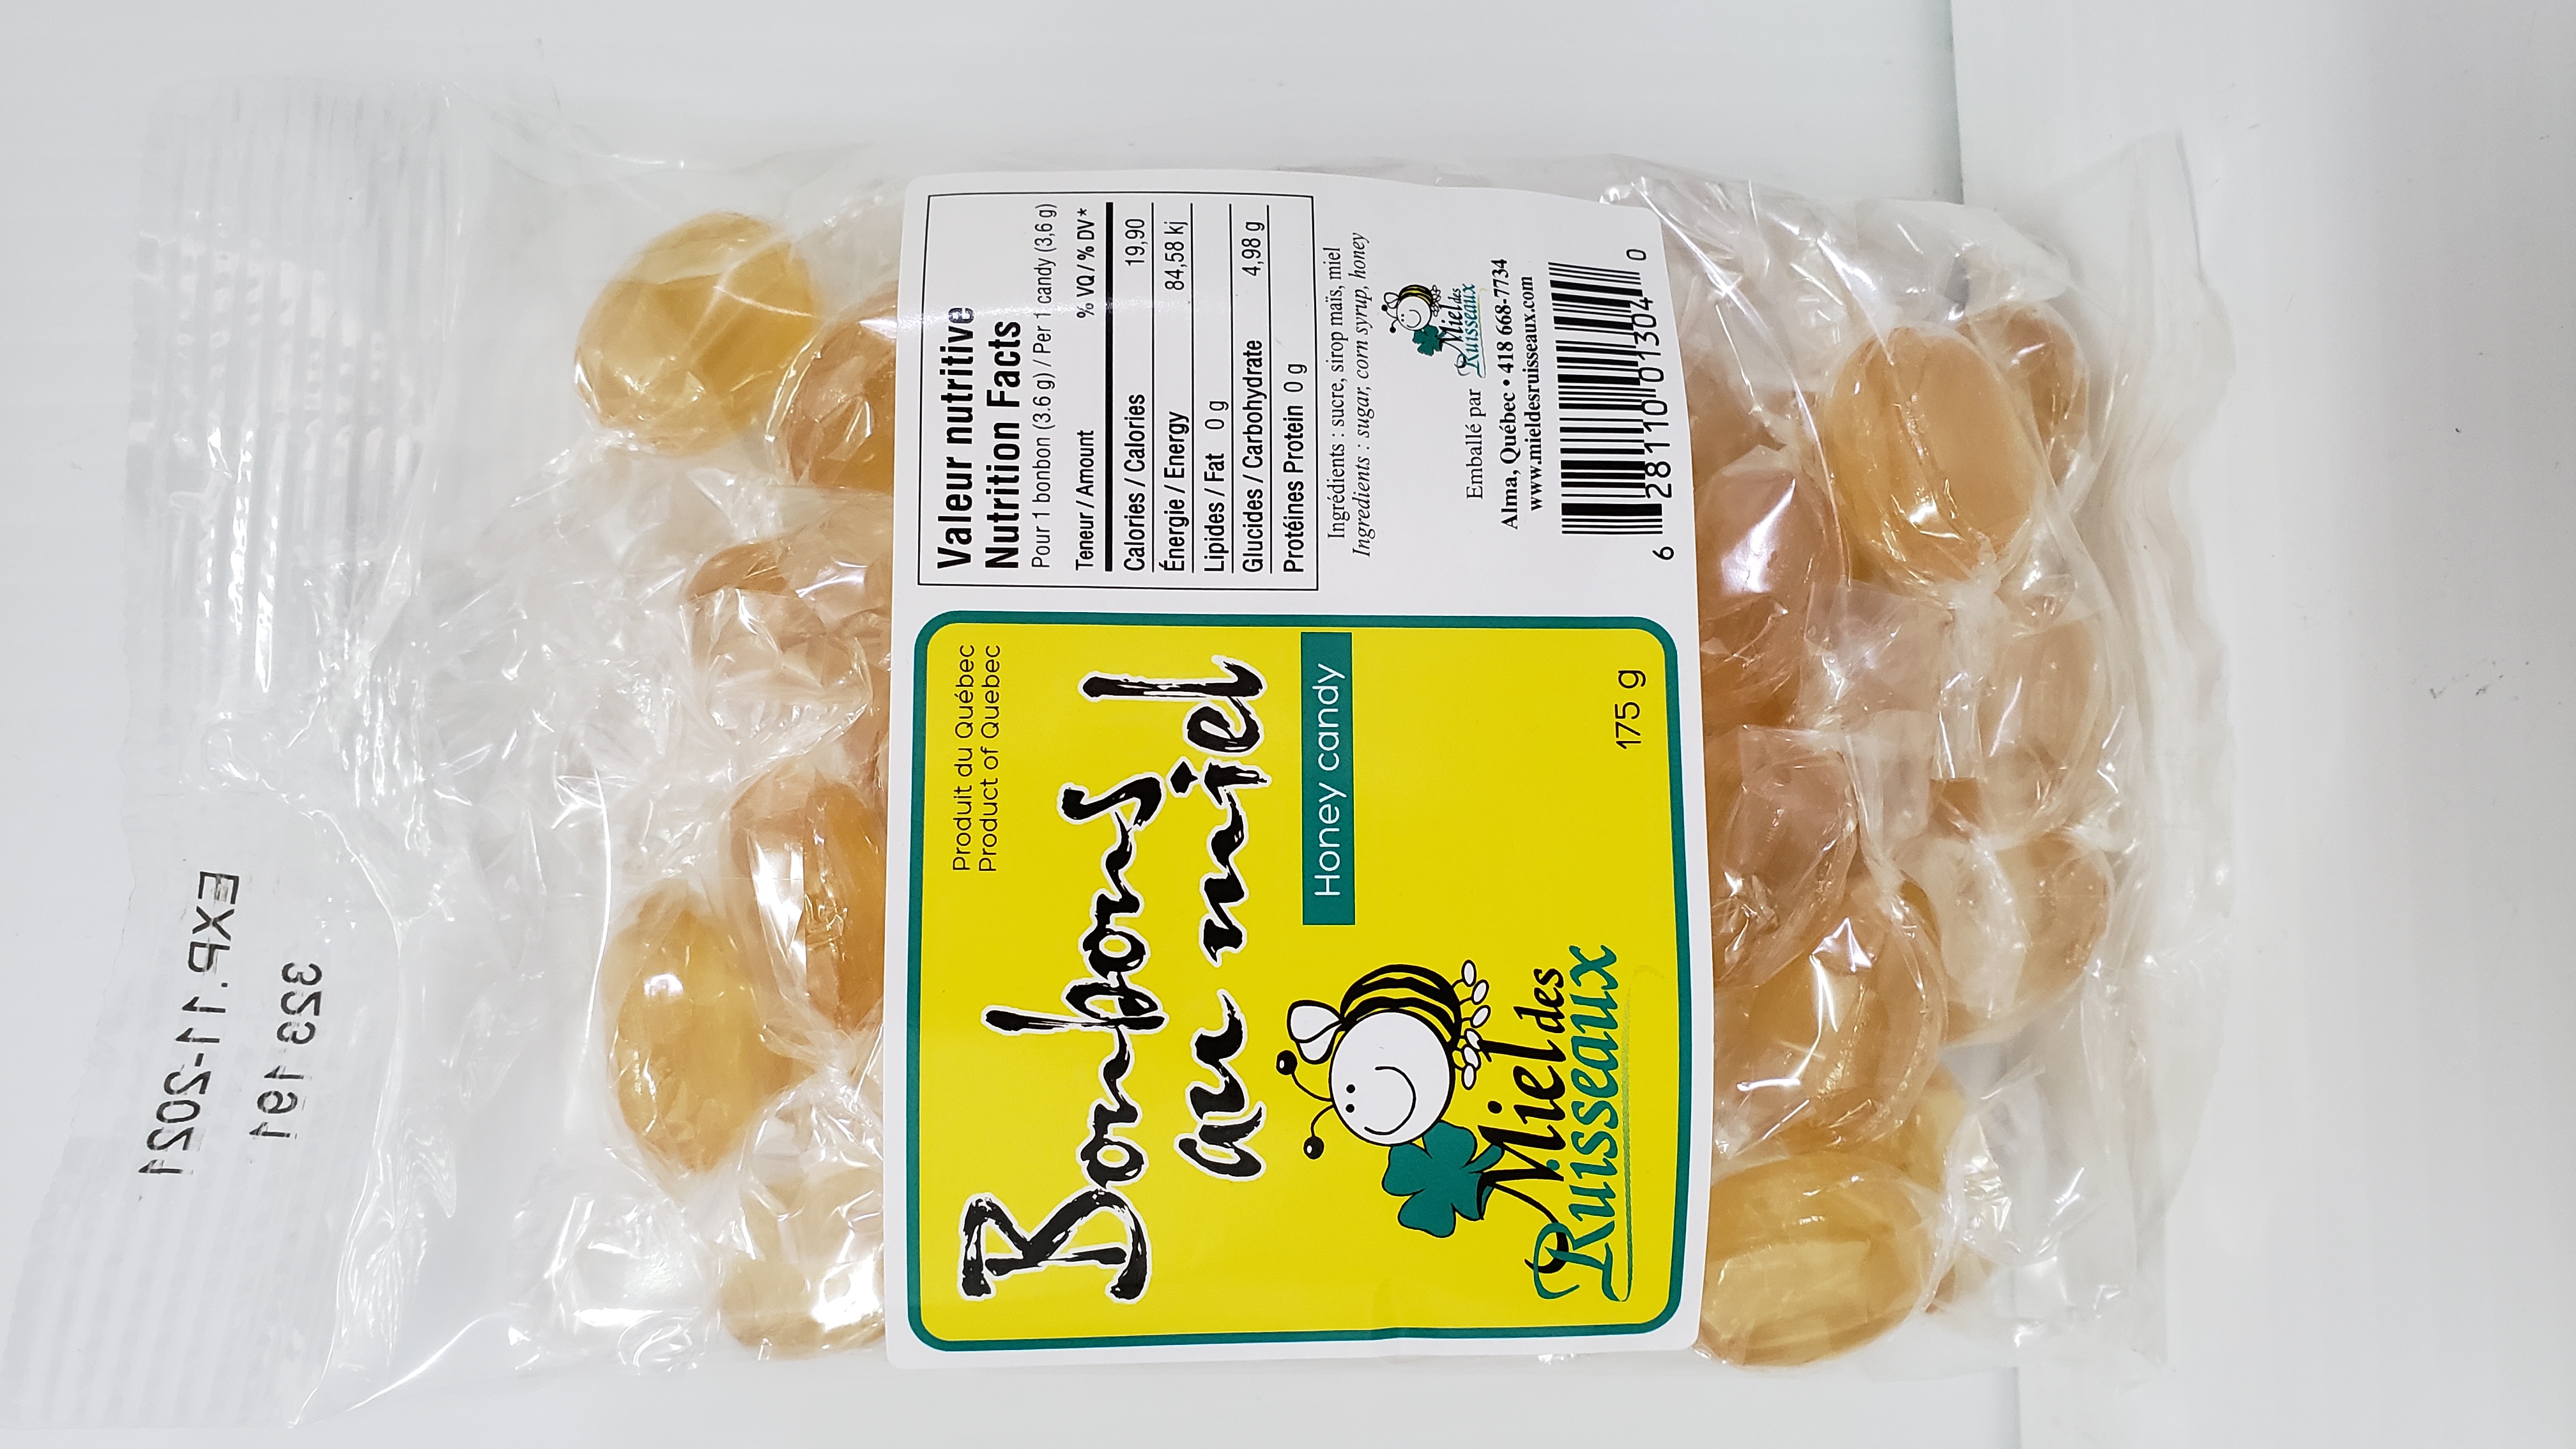 Produit du Québec
Product of Quebec
Bonbons
au miel
Honey candy
Miel des
Ruisseaux
175 g
Valeur nutritive
Nutrition Facts
Pour 1 bonbon (3.6 g) / Per 1 candy (3,6 g)
Teneur / Amount % VQ / % DV*
Calories / Calories 19,90
Énergie / Energy 84,58 kj
Lipides / Fat 0 g
Glucides / Carbohydrate 4,98 g
Protéines Protein 0 g
Ingrédients : sucre, sirop maïs, miel
Ingredients : sugar, corn syrup, honey
Emballé par Miel des Ruisseaux
Alma, Québec • 418 668-7734
www.mieldesruisseaux.com
6 28110 01304 0
EXP.11-2021
323 191